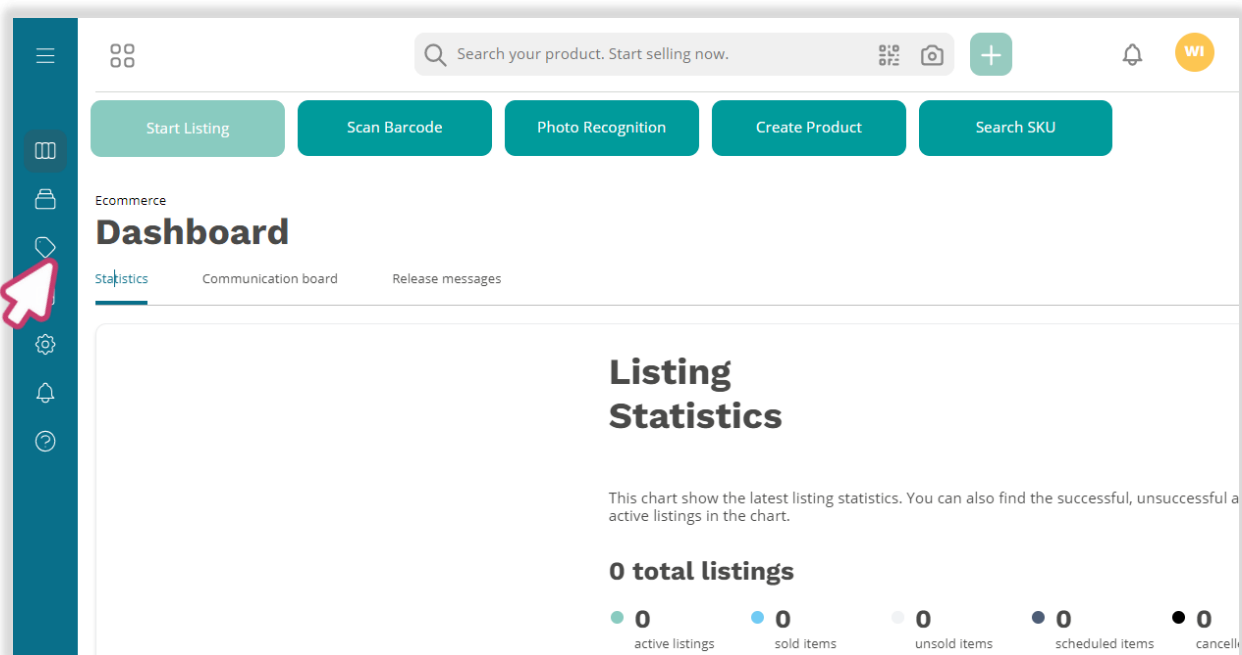 Search your product. Start selling now.
WI
Start Listing
Scan Barcode
Photo Recognition
Create Product
Search SKU
Ecommerce
Dashboard
Statistics
Communication board
Release messages
Listing
Statistics
This chart show the latest listing statistics. You can also find the successful, unsuccessful a
active listings in the chart.
0 total listings
0
active listings
0
sold items
0
unsold items
0
scheduled items
0
cancell